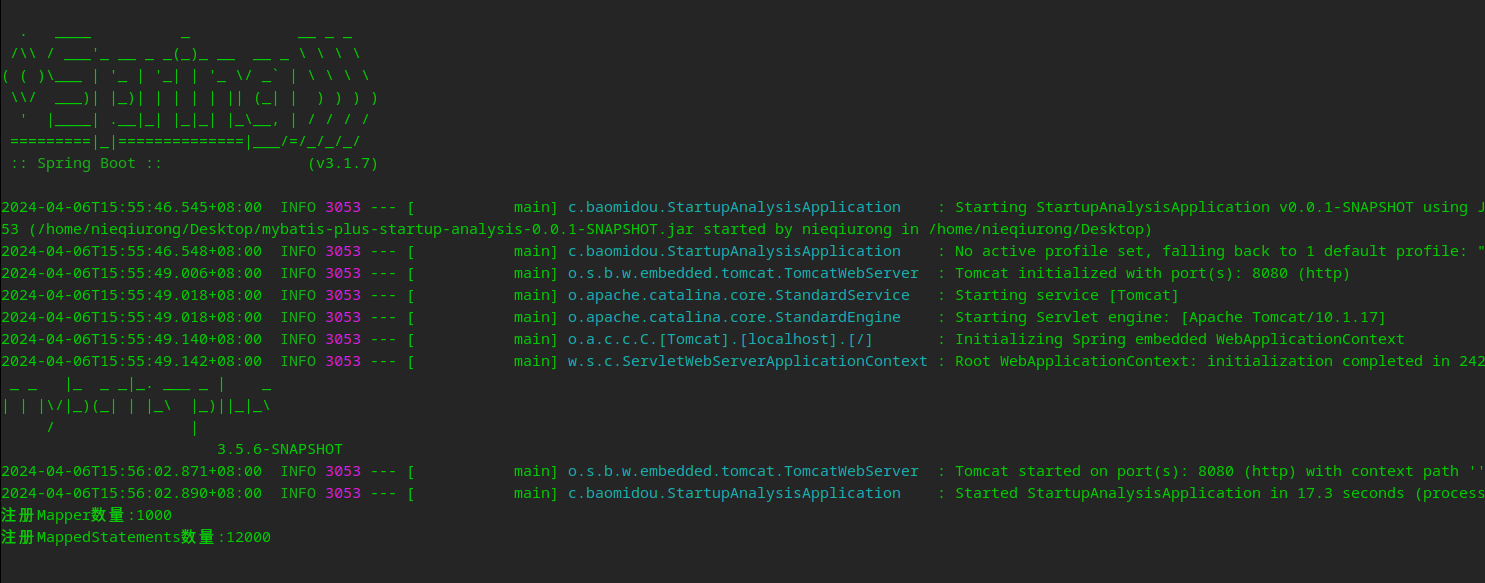 .   ____          _            __ _ _
 /\\ / ___'_ __ _ _(_)_ __  __ _ \ \ \ \
( ( )\___ | '_ | '_| | '_ \/ _` | \ \ \ \
 \\/  ___)| |_)| | | | | || (_| |  ) ) ) )
  '  |____| .__|_| |_|_| |_\__, | / / / /
 =========|_|==============|___/=/_/_/_/
 :: Spring Boot ::                (v3.1.7)
2024-04-06T15:55:46.545+08:00  INFO 3053 --- [           main] c.baomidou.StartupAnalysisApplication    : Starting StartupAnalysisApplication v0.0.1-SNAPSHOT using J
53 (/home/nieqiurong/Desktop/mybatis-plus-startup-analysis-0.0.1-SNAPSHOT.jar started by nieqiurong in /home/nieqiurong/Desktop)
2024-04-06T15:55:46.548+08:00  INFO 3053 --- [           main] c.baomidou.StartupAnalysisApplication    : No active profile set, falling back to 1 default profile: "
2024-04-06T15:55:49.006+08:00  INFO 3053 --- [           main] o.s.b.w.embedded.tomcat.TomcatWebServer  : Tomcat initialized with port(s): 8080 (http)
2024-04-06T15:55:49.018+08:00  INFO 3053 --- [           main] o.apache.catalina.core.StandardService   : Starting service [Tomcat]
2024-04-06T15:55:49.018+08:00  INFO 3053 --- [           main] o.apache.catalina.core.StandardEngine    : Starting Servlet engine: [Apache Tomcat/10.1.17]
2024-04-06T15:55:49.140+08:00  INFO 3053 --- [           main] o.a.c.c.C.[Tomcat].[localhost].[/]       : Initializing Spring embedded WebApplicationContext
2024-04-06T15:55:49.142+08:00  INFO 3053 --- [           main] w.s.c.ServletWebServerApplicationContext : Root WebApplicationContext: initialization completed in 242
 _ _   |_  _ _|_. ___ _ |    _
| | |\/|_)(_| | |_\  |_)||_|_\
     /               |
                        3.5.6-SNAPSHOT
2024-04-06T15:56:02.871+08:00  INFO 3053 --- [           main] o.s.b.w.embedded.tomcat.TomcatWebServer  : Tomcat started on port(s): 8080 (http) with context path ''
2024-04-06T15:56:02.890+08:00  INFO 3053 --- [           main] c.baomidou.StartupAnalysisApplication    : Started StartupAnalysisApplication in 17.3 seconds (process
注册Mapper数量:1000
注册MappedStatements数量:12000